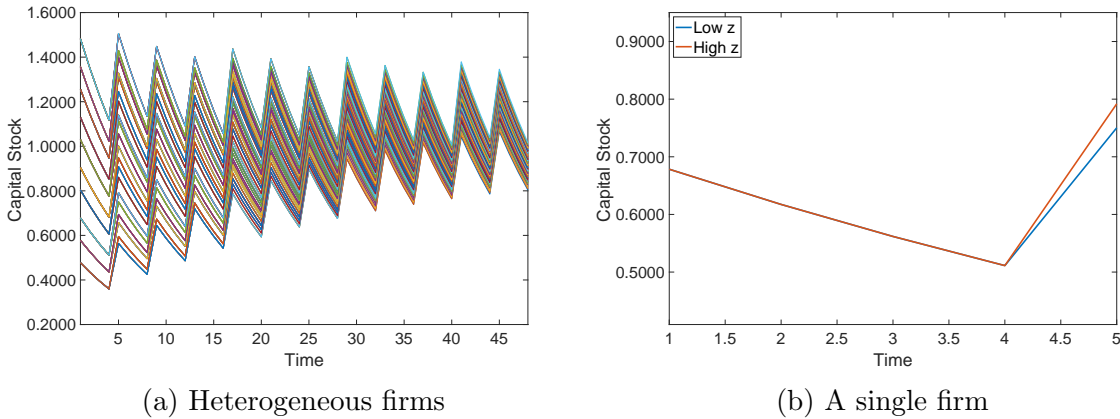 1.6000
1.4000
1.2000
1.0000
0.8000
0.6000
0.4000
0.2000
Capital Stock
5 10 15 20 25 30 35 40 45
Time
(a) Heterogeneous firms
Low z
High z
0.9000
0.8000
0.7000
0.6000
0.5000
Capital Stock
1 1.5 2 2.5 3 3.5 4 4.5 5
Time
(b) A single firm